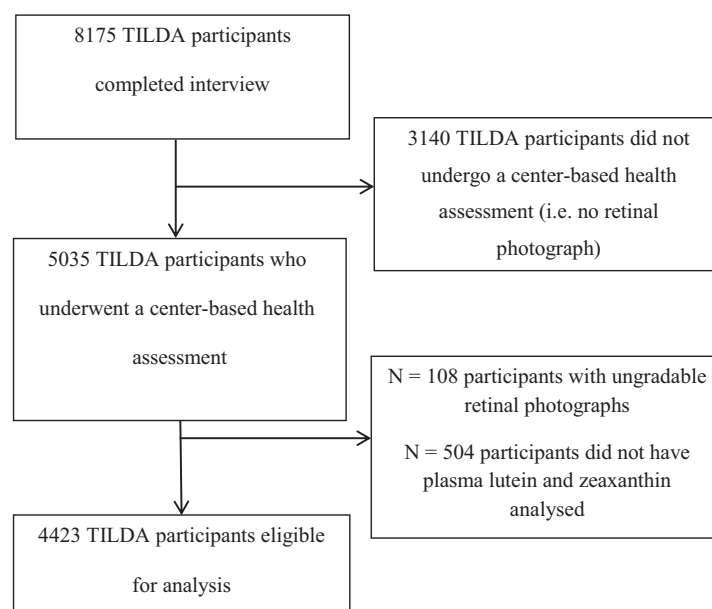 8175 TILDA participants
completed interview
3140 TILDA participants did not
undergo a center-based health
assessment (i.e. no retinal
photograph)
5035 TILDA participants who
underwent a center-based health
assessment
N = 108 participants with ungradable
retinal photographs
N = 504 participants did not have
plasma lutein and zeaxanthin
analysed
4423 TILDA participants eligible
for analysis